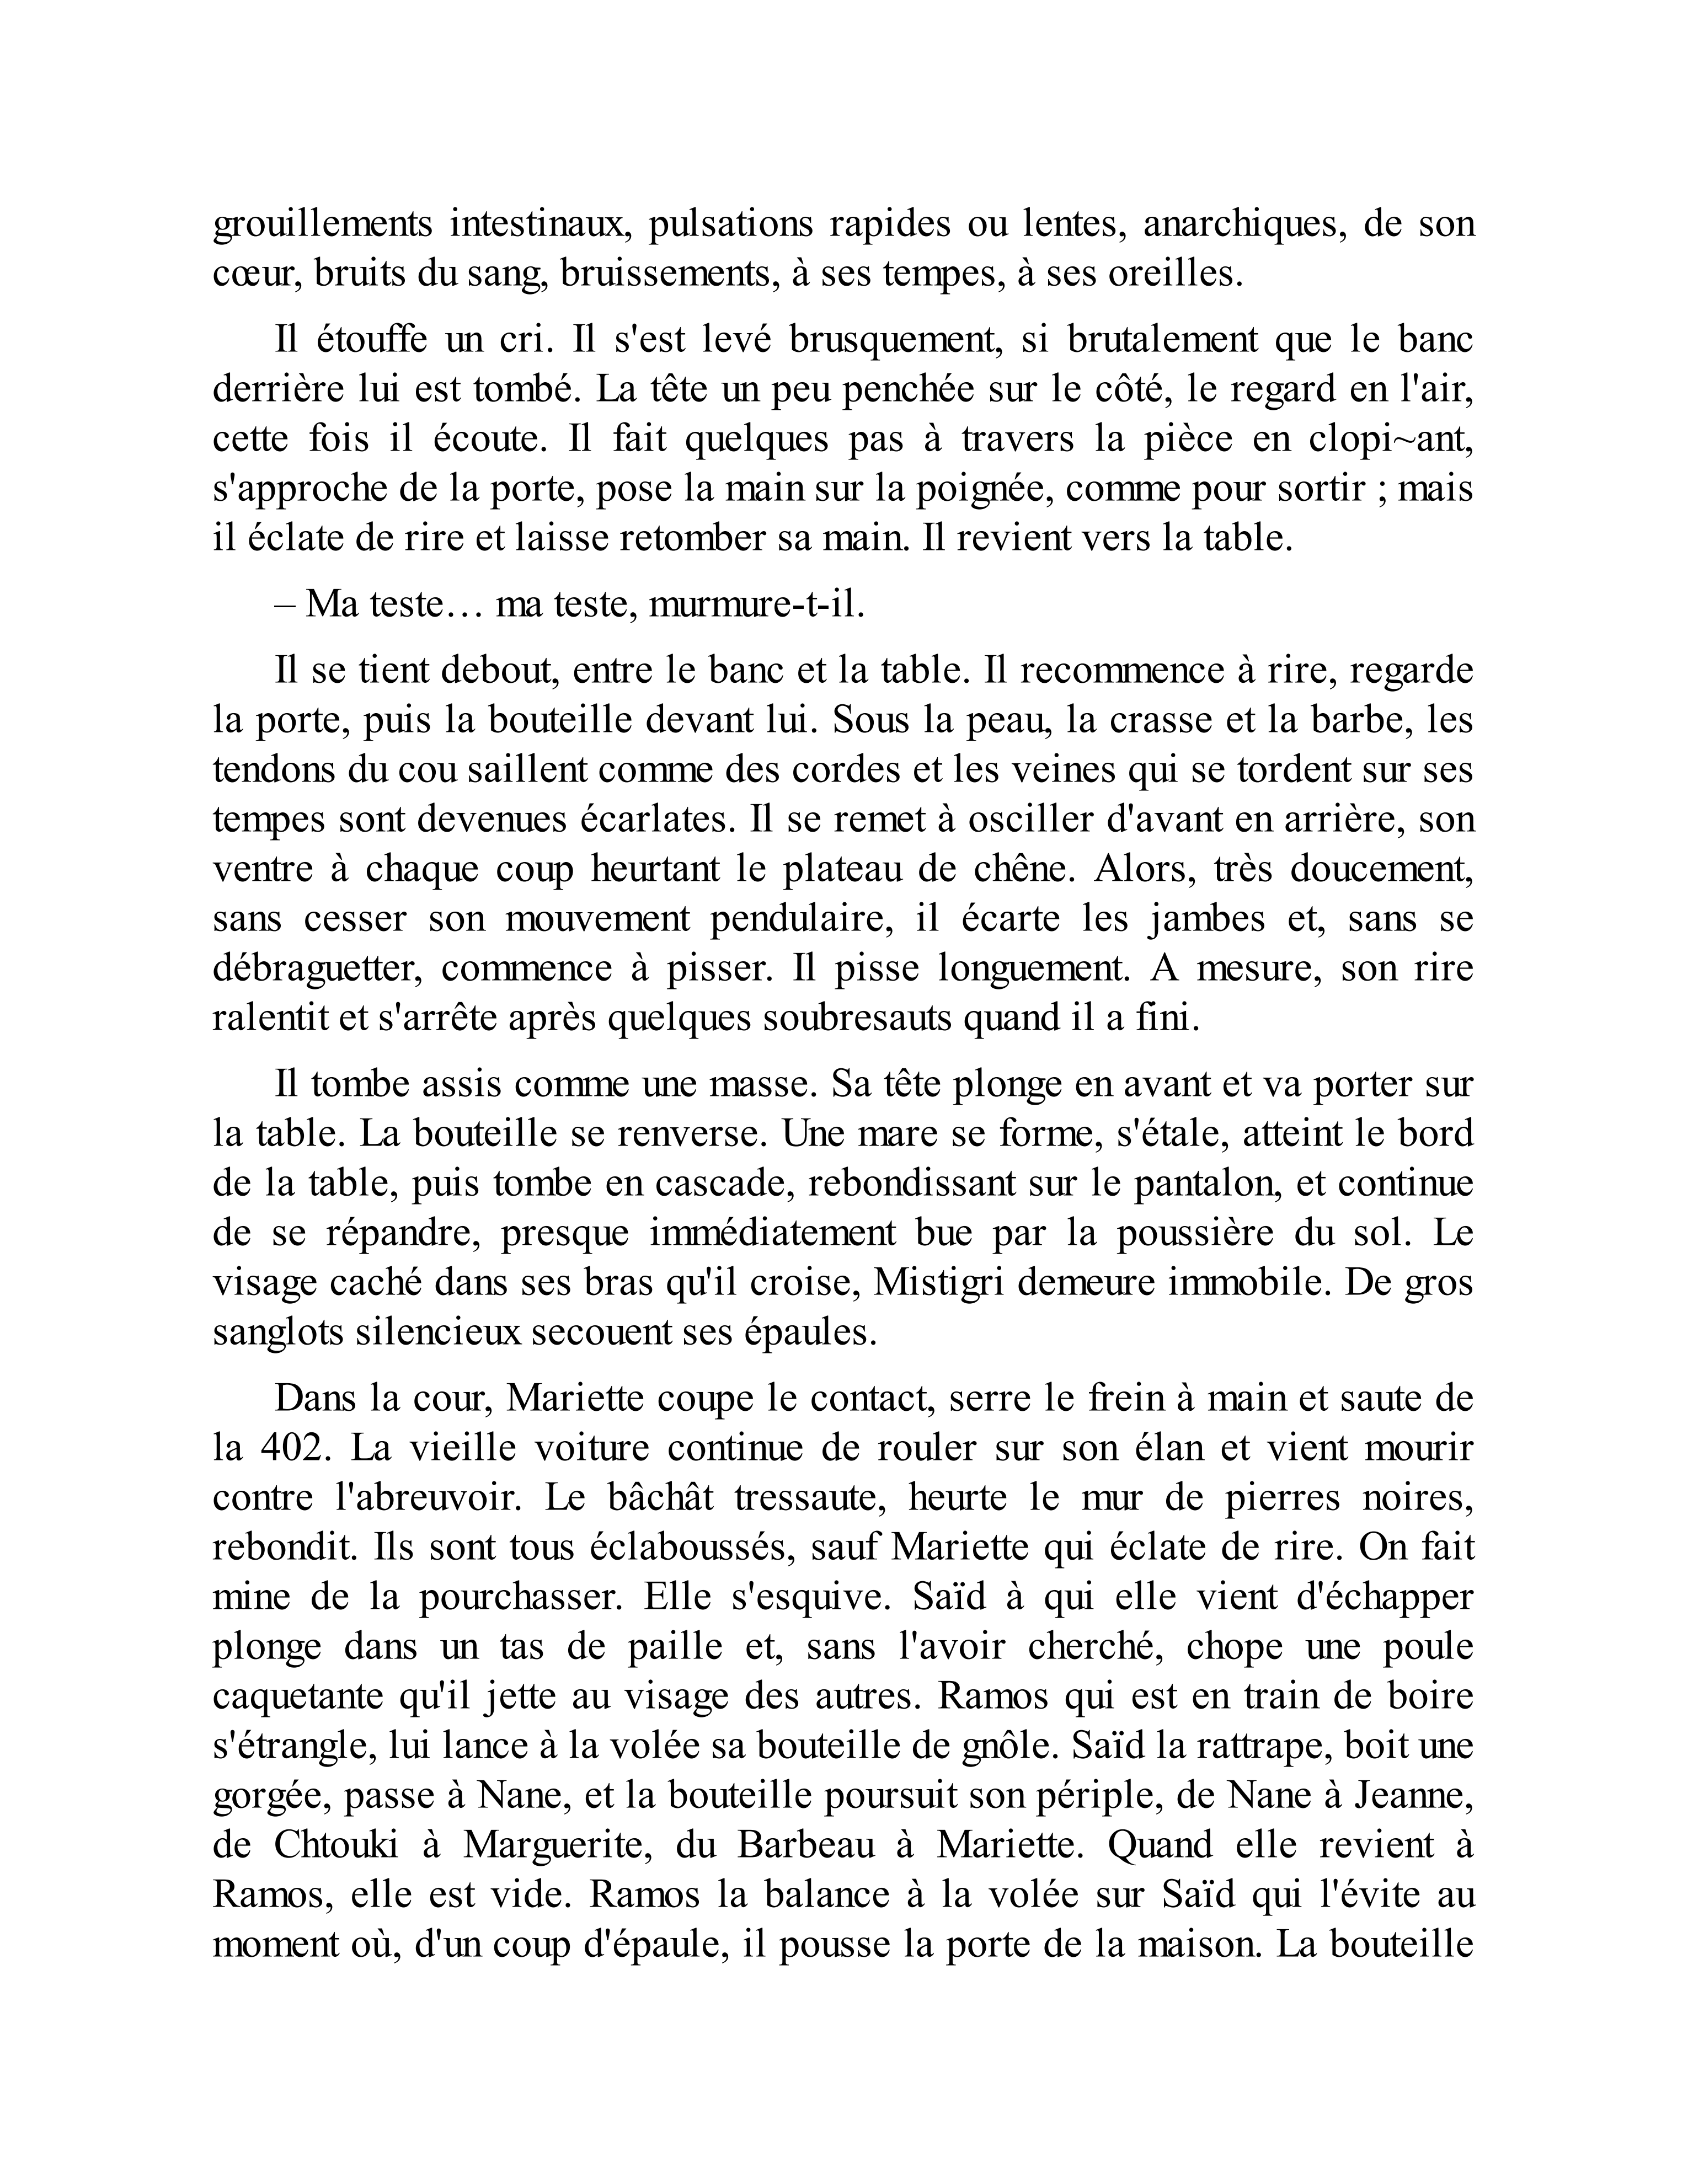 grouillements intestinaux, pulsations rapides ou lentes, anarchiques, de son
cœur, bruits du sang, bruissements, à ses tempes, à ses oreilles.
Il étouffe un cri. Il s'est levé brusquement, si brutalement que le banc
derrière lui est tombé. La tête un peu penchée sur le côté, le regard en l'air,
cette fois il écoute. Il fait quelques pas à travers la pièce en clopi~ant,
s'approche de la porte, pose la main sur la poignée, comme pour sortir ; mais
il éclate de rire et laisse retomber sa main. Il revient vers la table.
– Ma teste… ma teste, murmure-t-il.
Il se tient debout, entre le banc et la table. Il recommence à rire, regarde
la porte, puis la bouteille devant lui. Sous la peau, la crasse et la barbe, les
tendons du cou saillent comme des cordes et les veines qui se tordent sur ses
tempes sont devenues écarlates. Il se remet à osciller d'avant en arrière, son
ventre à chaque coup heurtant le plateau de chêne. Alors, très doucement,
sans cesser son mouvement pendulaire, il écarte les jambes et, sans se
débraguetter, commence à pisser. Il pisse longuement. A mesure, son rire
ralentit et s'arrête après quelques soubresauts quand il a fini.
Il tombe assis comme une masse. Sa tête plonge en avant et va porter sur
la table. La bouteille se renverse. Une mare se forme, s'étale, atteint le bord
de la table, puis tombe en cascade, rebondissant sur le pantalon, et continue
de se répandre, presque immédiatement bue par la poussière du sol. Le
visage caché dans ses bras qu'il croise, Mistigri demeure immobile. De gros
sanglots silencieux secouent ses épaules.
Dans la cour, Mariette coupe le contact, serre le frein à main et saute de
la 402. La vieille voiture continue de rouler sur son élan et vient mourir
contre l'abreuvoir. Le bâchât tressaute, heurte le mur de pierres noires,
rebondit. Ils sont tous éclaboussés, sauf Mariette qui éclate de rire. On fait
mine de la pourchasser. Elle s'esquive. Saïd à qui elle vient d'échapper
plonge dans un tas de paille et, sans l'avoir cherché, chope une poule
caquetante qu'il jette au visage des autres. Ramos qui est en train de boire
s'étrangle, lui lance à la volée sa bouteille de gnôle. Saïd la rattrape, boit une
gorgée, passe à Nane, et la bouteille poursuit son périple, de Nane à Jeanne,
de Chtouki à Marguerite, du Barbeau à Mariette. Quand elle revient à
Ramos, elle est vide. Ramos la balance à la volée sur Saïd qui l'évite au
moment où, d'un coup d'épaule, il pousse la porte de la maison. La bouteille